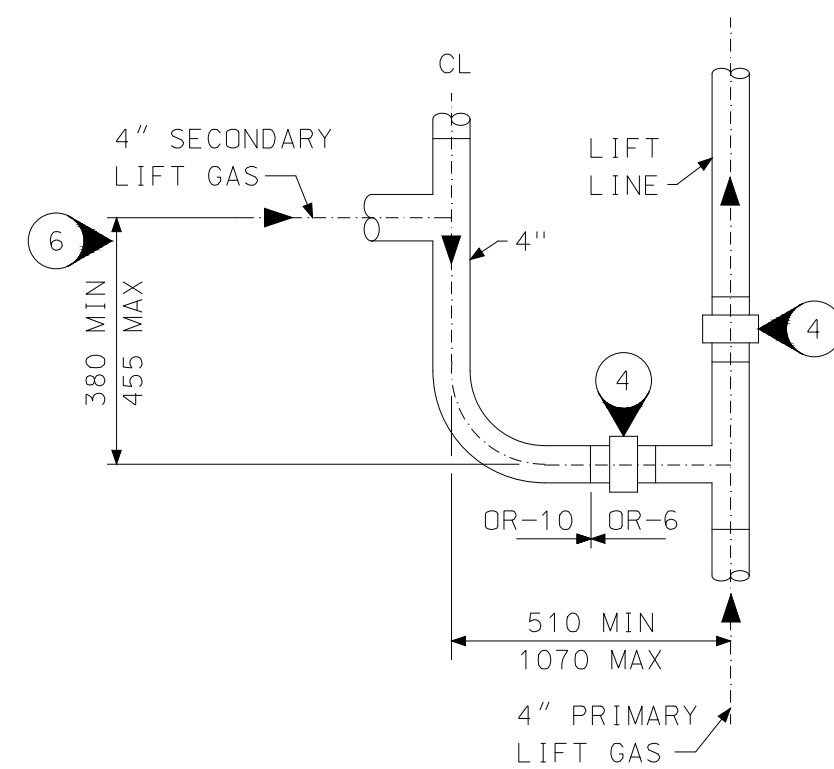 CL
4" SECONDARY
LIFT GAS
LIFT
LINE
6
4"
380 MIN
455 MAX
4
4
OR-10
OR-6
510 MIN
1070 MAX
4" PRIMARY
LIFT GAS